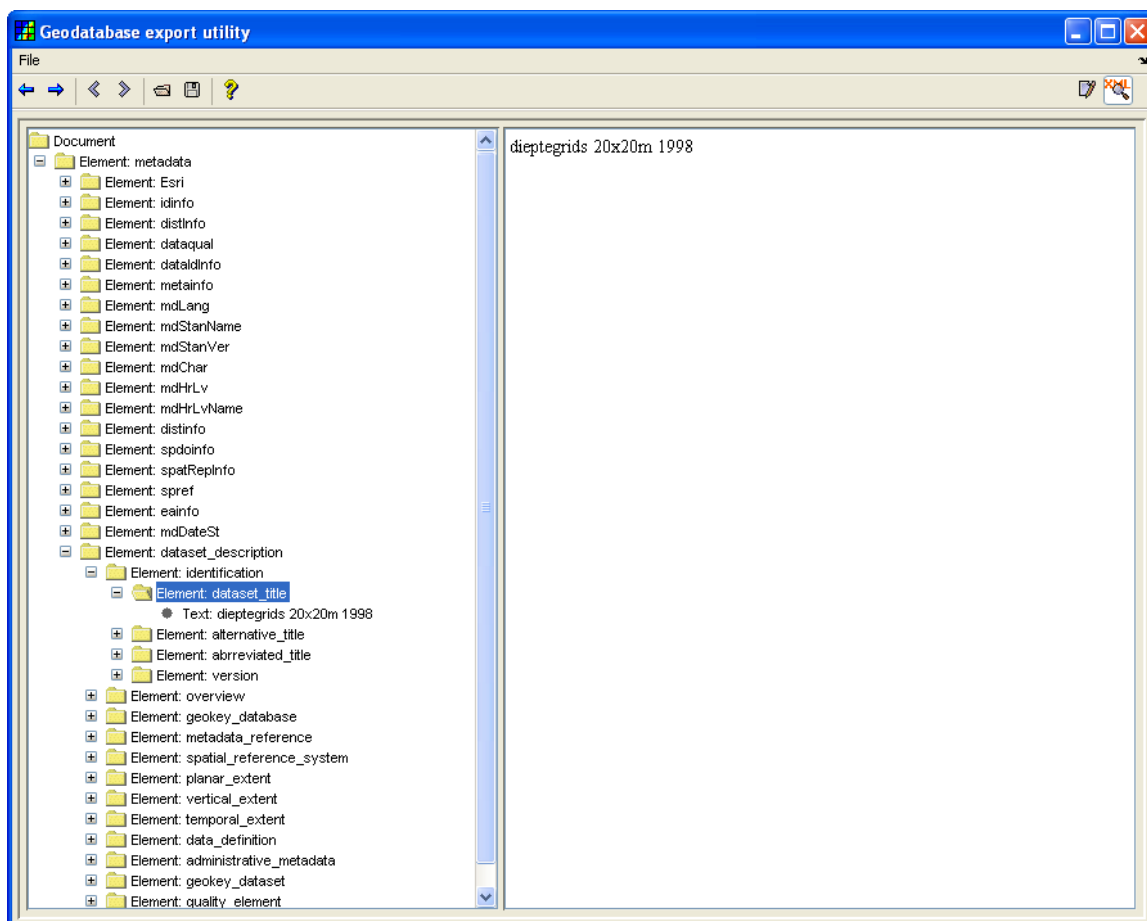 Geodatabase export utility
File
XML
Document
Element: metadata
Element: Esri
Element: idinfo
Element: distInfo
Element: dataqual
Element: dataIdInfo
Element: metainfo
Element: mdLang
Element: mdStanName
Element: mdStanVer
Element: mdChar
Element: mdHrLv
Element: mdHrLvName
Element: distinfo
Element: spdoinfo
Element: spatRepInfo
Element: spref
Element: eainfo
Element: mdDateSt
Element: dataset_description
Element: identification
Element: dataset_title
Text: dieptegrids 20x20m 1998
Element: alternative_title
Element: abrreviated_title
Element: version
Element: overview
Element: geokey_database
Element: metadata_reference
Element: spatial_reference_system
Element: planar_extent
Element: vertical_extent
Element: temporal_extent
Element: data_definition
Element: administrative_metadata
Element: geokey_dataset
Element: quality_element
dieptegrids 20x20m 1998